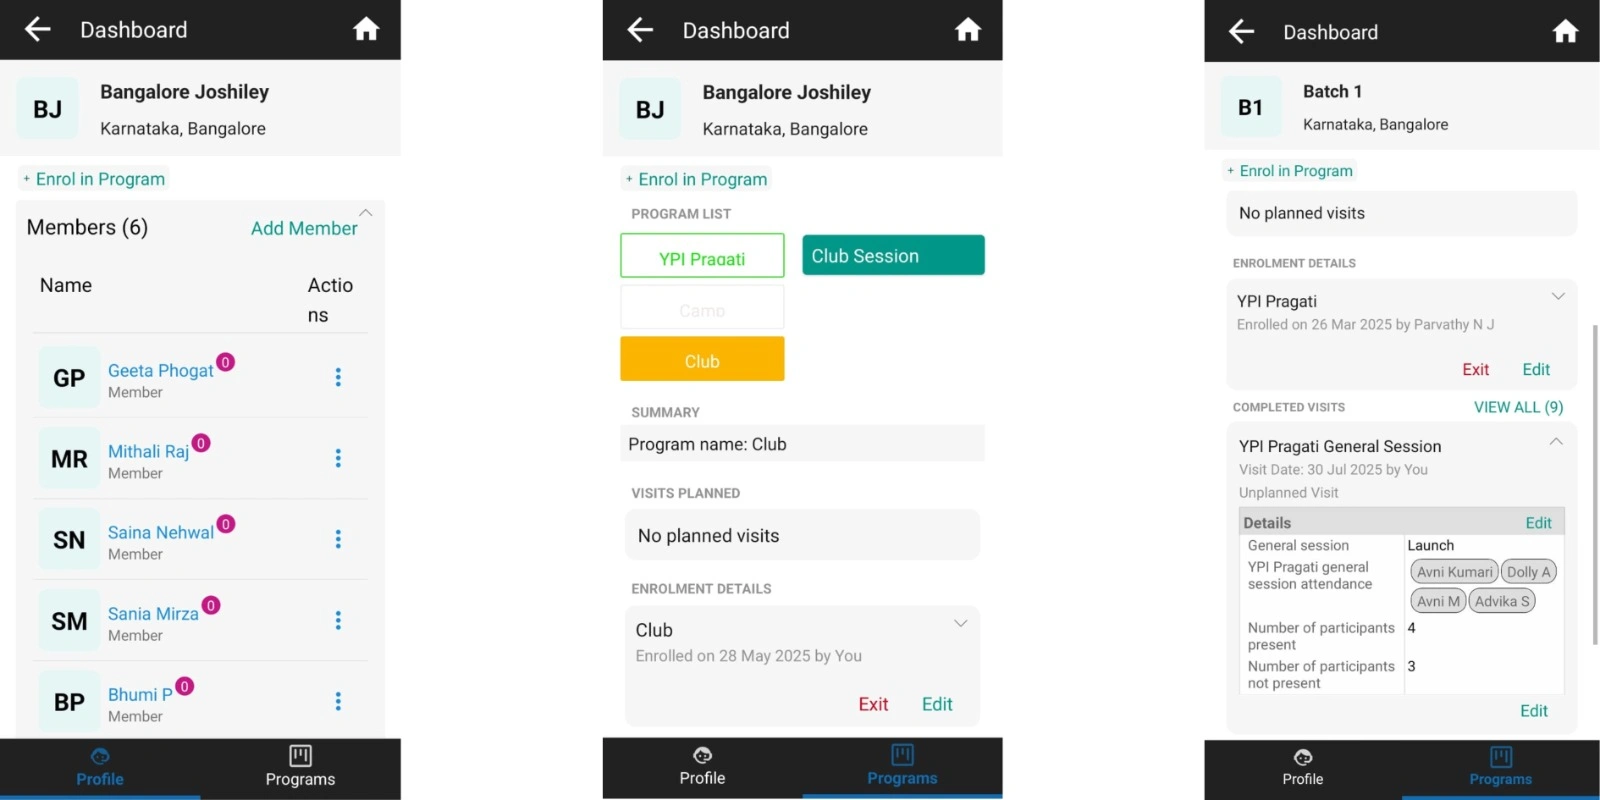 Dashboard
BJ
Bangalore Joshiley
Karnataka, Bangalore
+ Enrol in Program
Members (6)
Add Member
Name
Actio
ns
GP
Geeta Phogat 0
Member
MR
Mithali Raj 0
Member
SN
Saina Nehwal 0
Member
SM
Sania Mirza 0
Member
BP
Bhumi P 0
Member
Profile
Programs
Dashboard
BJ
Bangalore Joshiley
Karnataka, Bangalore
+ Enrol in Program
PROGRAM LIST
YPI Pragati
Club Session
Camp
Club
SUMMARY
Program name: Club
VISITS PLANNED
No planned visits
ENROLMENT DETAILS
Club
Enrolled on 28 May 2025 by You
Exit
Edit
Profile
Programs
Dashboard
B1
Batch 1
Karnataka, Bangalore
+ Enrol in Program
No planned visits
ENROLMENT DETAILS
YPI Pragati
Enrolled on 26 Mar 2025 by Parvathy N J
Exit
Edit
COMPLETED VISITS
VIEW ALL (9)
YPI Pragati General Session
Visit Date: 30 Jul 2025 by You
Unplanned Visit
Details
Edit
General session
Launch
YPI Pragati general
session attendance
Avni Kumari
Dolly A
Avni M
Advika S
Number of participants
present
4
Number of participants
not present
3
Edit
Profile
Programs